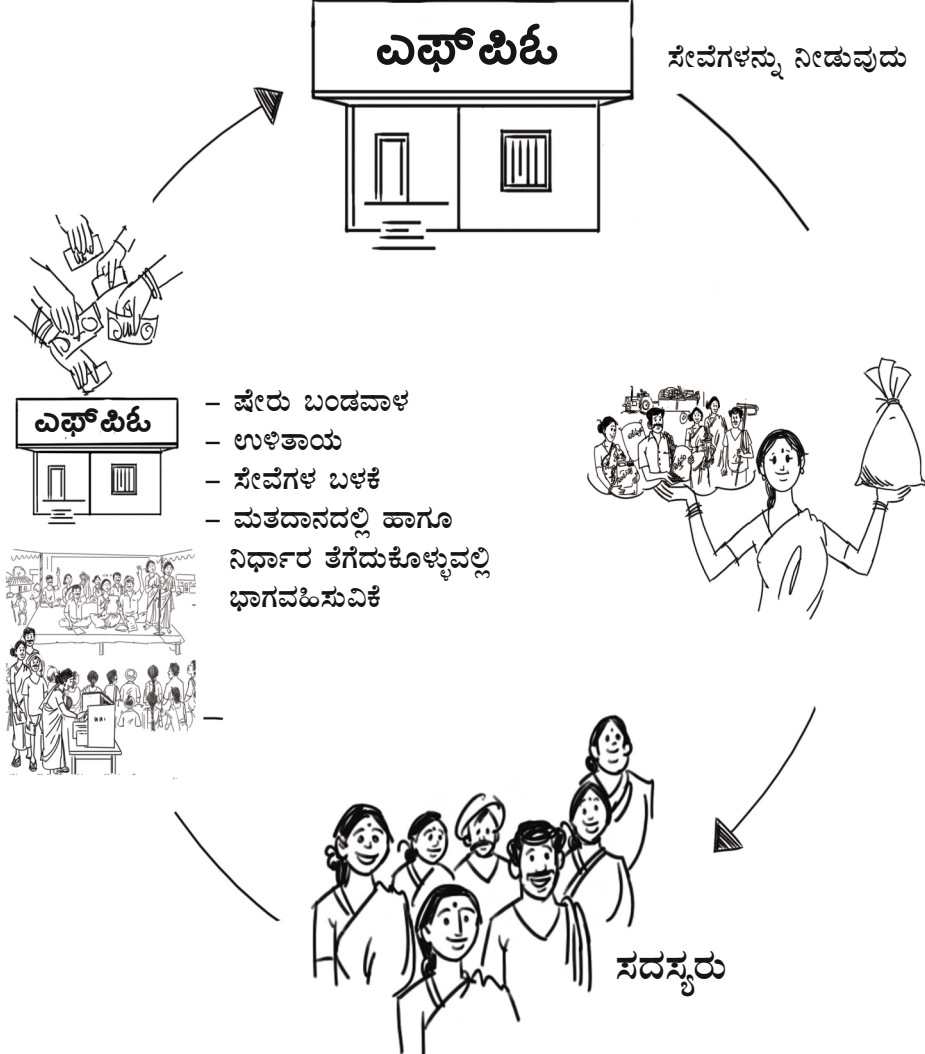 ಎಫ್‌ಪಿಓ
ಸೇವೆಗಳನ್ನು ನೀಡುವುದು
ಎಫ್‌ಪಿಓ
– ಷೇರು ಬಂಡವಾಳ
– ಉಳಿತಾಯ
– ಸೇವೆಗಳ ಬಳಕೆ
– ಮತದಾನದಲ್ಲಿ ಹಾಗೂ
ನಿರ್ಧಾರ ತೆಗೆದುಕೊಳ್ಳುವಲ್ಲಿ
ಭಾಗವಹಿಸುವಿಕೆ
–
ಸದಸ್ಯರು